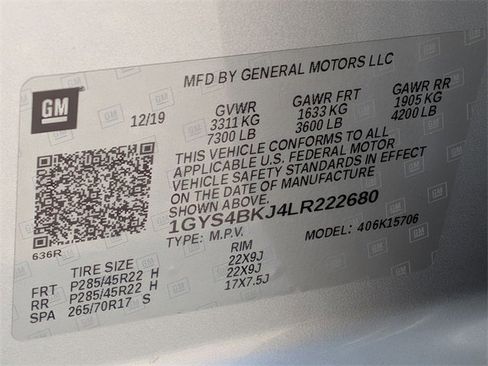 MFD BY GENERAL MOTORS LLC
GM
12/19 GVWR GAWR FRT GAWR RR
3311 KG 1633 KG 1905 KG
7300 LB 3600 LB 4200 LB
THIS VEHICLE CONFORMS TO ALL
APPLICABLE U.S. FEDERAL MOTOR
VEHICLE SAFETY STANDARDS IN EFFECT
ON THE DATE OF MANUFACTURE
SHOWN ABOVE.
1GYS4BKJ4LR222680
636R TYPE: M.P.V. MODEL: 406K15706
TIRE SIZE RIM
FRT P285/45R22 H 22X9J
RR P285/45R22 H 22X9J
SPA 265/70R17 S 17X7.5J